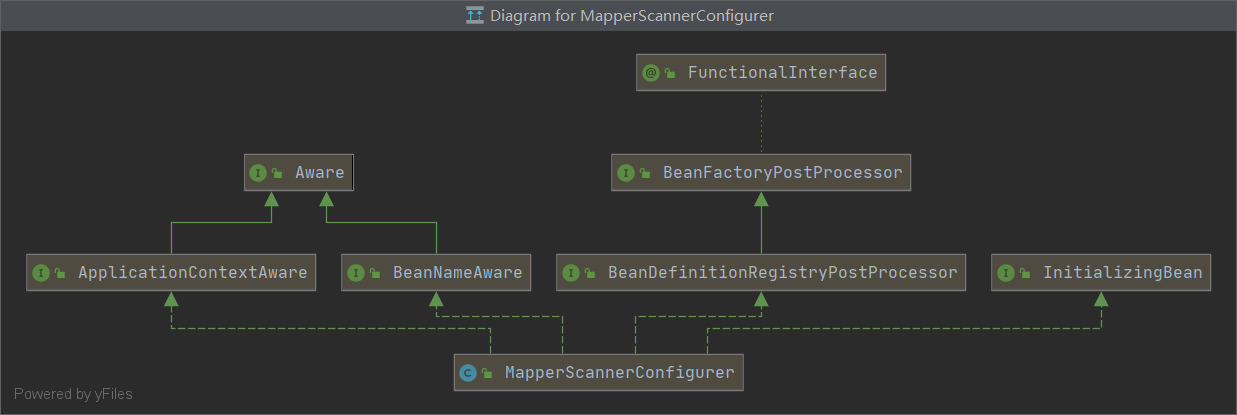 Diagram for MapperScannerConfigurer
@ FunctionalInterface
I Aware
I BeanFactoryPostProcessor
I ApplicationContextAware
I BeanNameAware
I BeanDefinitionRegistryPostProcessor
I InitializingBean
C MapperScannerConfigurer
Powered by yFiles